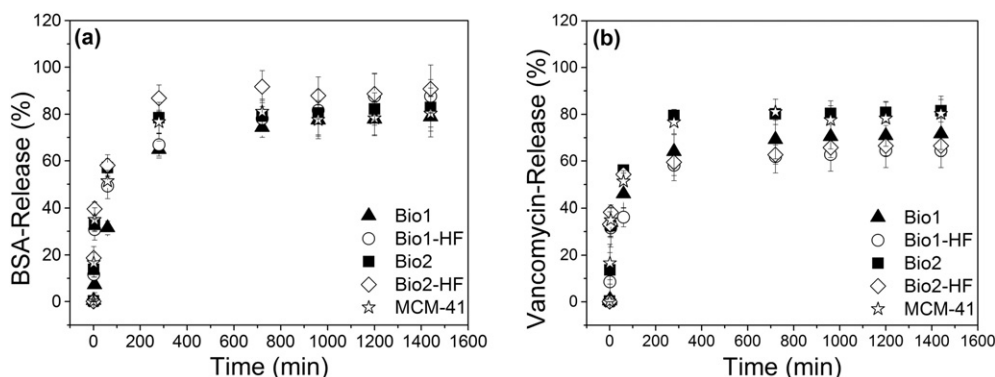 (a)
BSA-Release (%)
120
100
80
60
40
20
0
0 200 400 600 800 1000 1200 1400 1600
Time (min)
Bio1
Bio1-HF
Bio2
Bio2-HF
MCM-41
(b)
Vancomycin-Release (%)
120
100
80
60
40
20
0
0 200 400 600 800 1000 1200 1400 1600
Time (min)
Bio1
Bio1-HF
Bio2
Bio2-HF
MCM-41